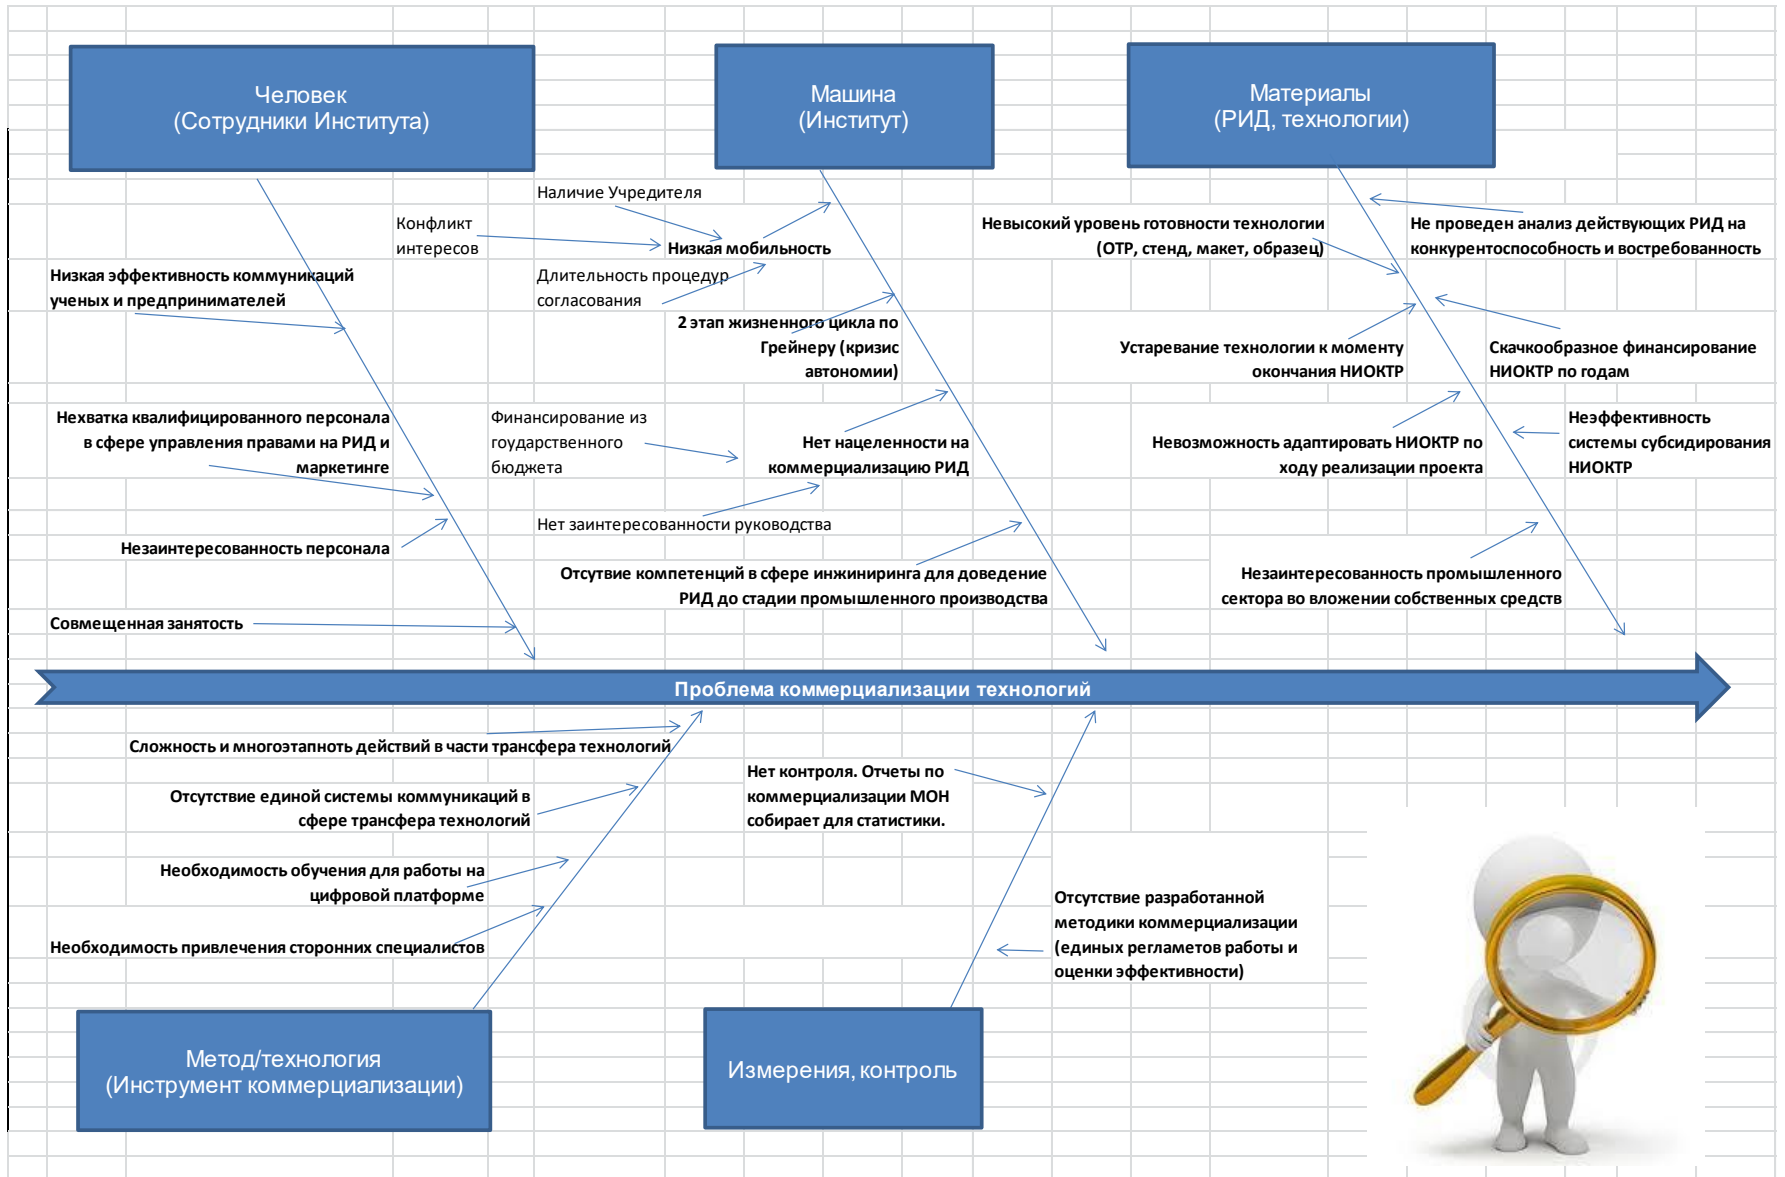 Человек
(Сотрудники Института)
Машина
(Институт)
Материалы
(РИД, технологии)
Наличие Учредителя
Конфликт
интересов
Низкая мобильность
Длительность процедур
согласования
Низкая эффективность коммуникаций
ученых и предпринимателей
2 этап жизненного цикла по
Грейнеру (кризис
автономии)
Нехватка квалифицированного персонала
в сфере управления правами на РИД и
маркетинге
Финансирование из
гоударственного
бюджета
Нет нацеленности на
коммерциализацию РИД
Нет заинтересованности руководства
Незаинтересованность персонала
Отсутвие компетенций в сфере инжиниринга для доведение
РИД до стадии промышленного производства
Совмещенная занятость
Невысокий уровень готовности технологии
(ОТР, стенд, макет, образец)
Не проведен анализ действующих РИД на
конкурентоспособность и востребованность
Устаревание технологии к моменту
окончания НИОКТР
Скачкообразное финансирование
НИОКТР по годам
Невозможность адаптировать НИОКТР по
ходу реализации проекта
Неэффективность
системы субсидирования
НИОКТР
Незаинтересованность промышленного
сектора во вложении собственных средств
Проблема коммерциализации технологий
Сложность и многоэтапноть действий в части трансфера технологий
Отсутствие единой системы коммуникаций в
сфере трансфера технологий
Необходимость обучения для работы на
цифровой платформе
Необходимость привлечения сторонних специалистов
Нет контроля. Отчеты по
коммерциализации МОН
собирает для статистики.
Отсутствие разработанной
методики коммерциализации
(единых регламетов работы и
оценки эффективности)
Метод/технология
(Инструмент коммерциализации)
Измерения, контроль